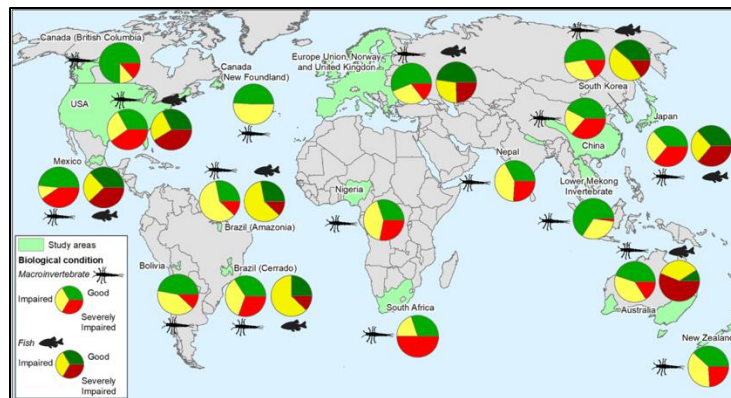 Canada (British Columbia)
Canada
(New Foundland)
Europe Union, Norway
and United Kingdon
USA
South Korea
Japan
Mexico
China
Nepal
Nigeria
Lower Mekong
Invertebrate
Brazil (Amazonia)
Bolivia
Brazil (Cerrado)
South Africa
Australia
New Zealand
Study areas
Biological condition
Macroinvertebrate
Impaired
Good
Severely
Impaired
Fish
Impaired
Good
Severely
Impaired